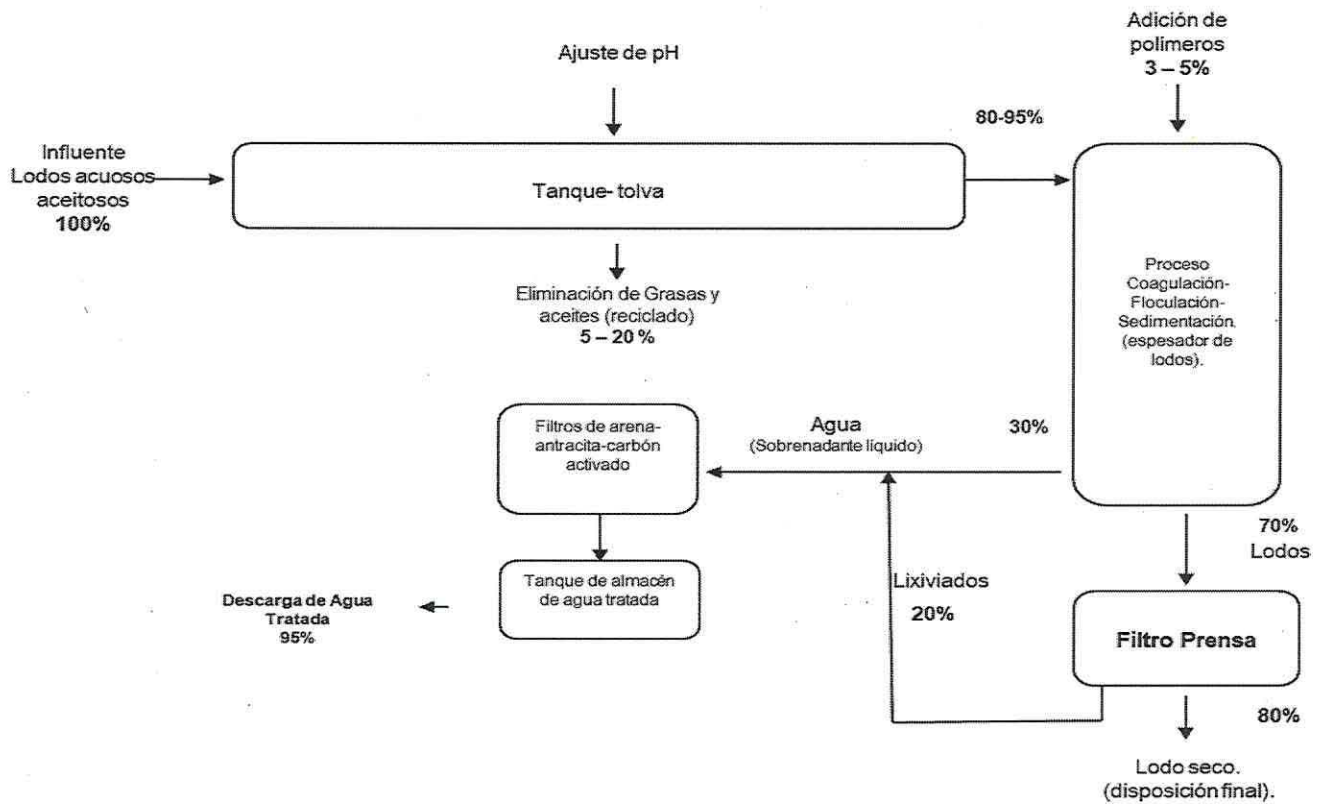 Adición de
polimeros
3 – 5%
Ajuste de pH
80-95%
Influente
Lodos acuosos
aceitosos
100%
Tanque- tolva
Proceso
Coagulación-
Floculación-
Sedimentación.
(espesador de
lodos).
Eliminación de Grasas y
aceites (reciclado)
5 – 20 %
Filtros de arena-
antracita-carbón
activado
Agua
(Sobrenadante líquido)
30%
70%
Lodos
Tanque de almacén
de agua tratada
Lixiviados
20%
Descarga de Agua
Tratada
95%
Filtro Prensa
80%
Lodo seco.
(disposición final).